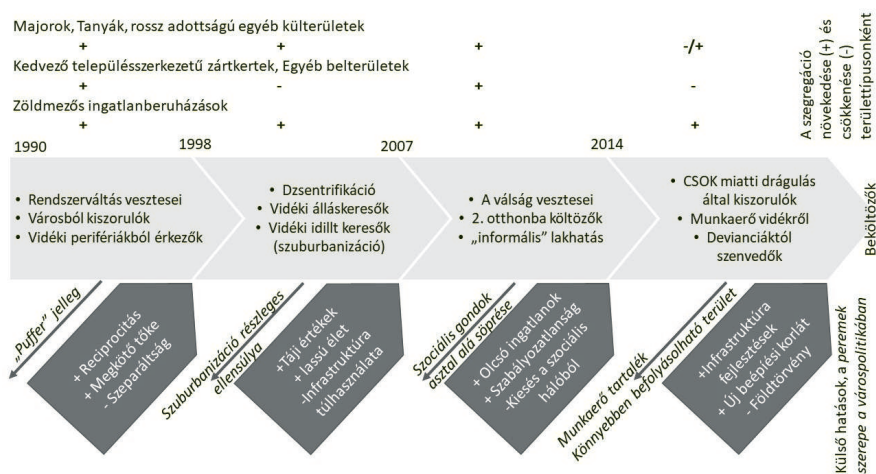 Majorok, Tanyák, rossz adottságú egyéb külterületek
+ + + -/+
Kedvező településszerkezetű zártkertek, Egyéb belterületek
+ - + -
Zöldmezős ingatlanberuházások
+ + + +
A szegregáció
növekedése (+) és
csökkenése (-)
területtípusonként
1990 1998 2007 2014
• Rendszerváltás vesztesei
• Városból kiszorulók
• Vidéki perifériákból érkezők
• Dzsentrifikáció
• Vidéki álláskeresők
• Vidéki idillt keresők
(szuburbanizáció)
• A válság vesztesei
• 2. otthonba költözők
• „informális” lakhatás
• CSOK miatti drágulás
által kiszorulók
• Munkaerő vidékről
• Devianciáktól
szenvedők
Beköltözők
„Puffer” jelleg
+ Reciprocitás
+ Megkötő tőke
- Szeparáltság
Szuburbanizáció részleges
ellensúlya
+ Táji értékek
+ lassú élet
-Infrastruktúra
túlhasználata
Szociális gondok
asztal alá söprése
+ Olcsó ingatlanok
+ Szabályozatlanság
-Kiesés a szociális
hálóból
Munkaerő tartalék
Könnyebben befolyásolható terület
+Infrastruktúra
fejlesztések
+ Új beépítési korlát
- Földtörvény
Külső hatások, a peremek
szerepe a várospolitikában